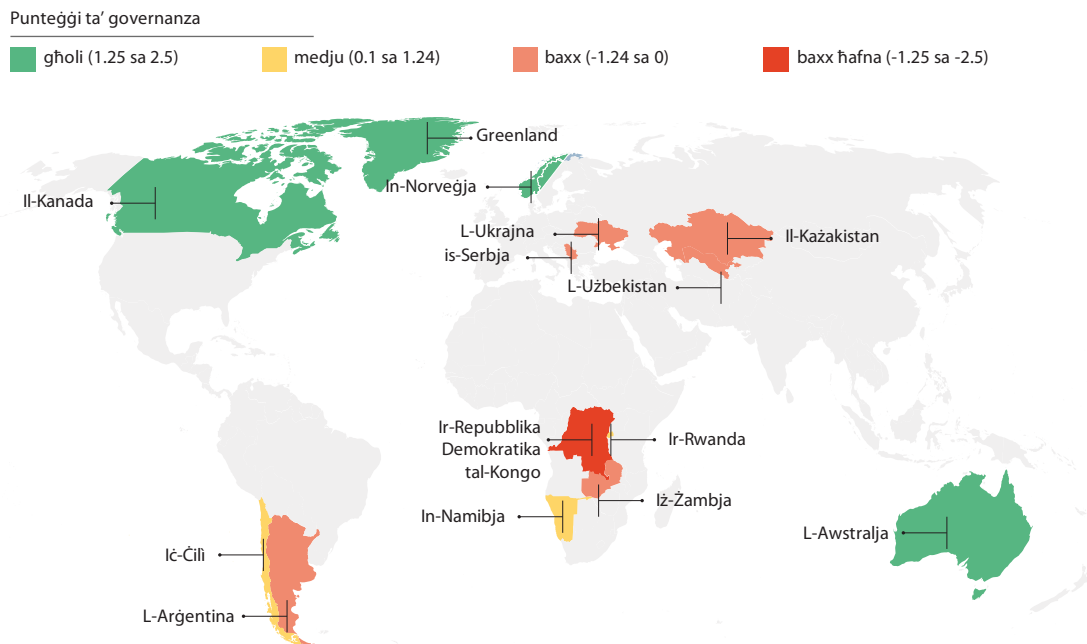 Punteġġi ta' governanza
għoli (1.25 sa 2.5)
medju (0.1 sa 1.24)
baxx (-1.24 sa 0)
baxx ħafna (-1.25 sa -2.5)
Greenland
In-Norveġja
Il-Kanada
L-Ukrajna
is-Serbja
Il-Każakistan
L-Użbekistan
Ir-Repubblika
Demokratika
tal-Kongo
Ir-Rwanda
Iż-Żambja
In-Namibja
L-Awstralja
Iċ-Ċilì
L-Arġentina